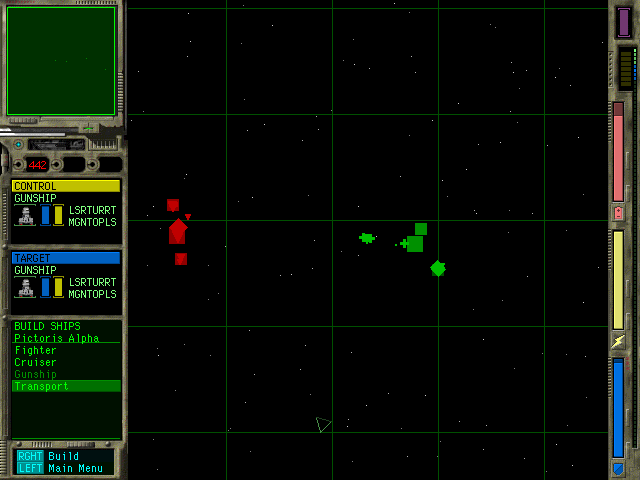 442
CONTROL
GUNSHIP
LSRTURRT
MGNTOPLS
TARGET
GUNSHIP
LSRTURRT
MGNTOPLS
BUILD SHIPS
Pictoris Alpha
Fighter
Cruiser
Gunship
Transport
RGHT Build
LEFT Main Menu